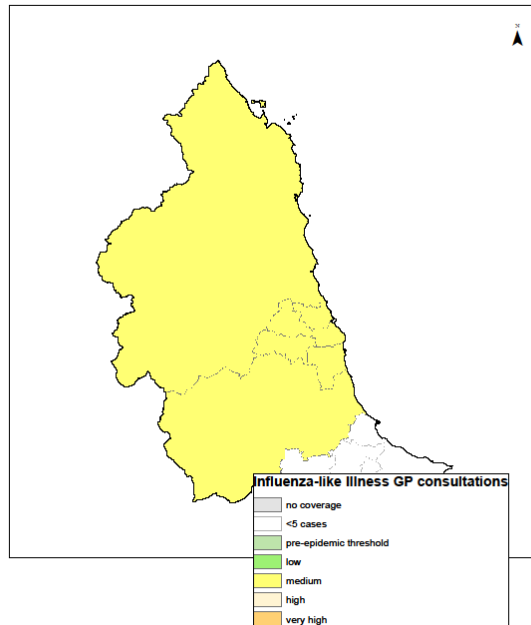 Influenza-like Illness GP consultations
no coverage
<5 cases
pre-epidemic threshold
low
medium
high
very high